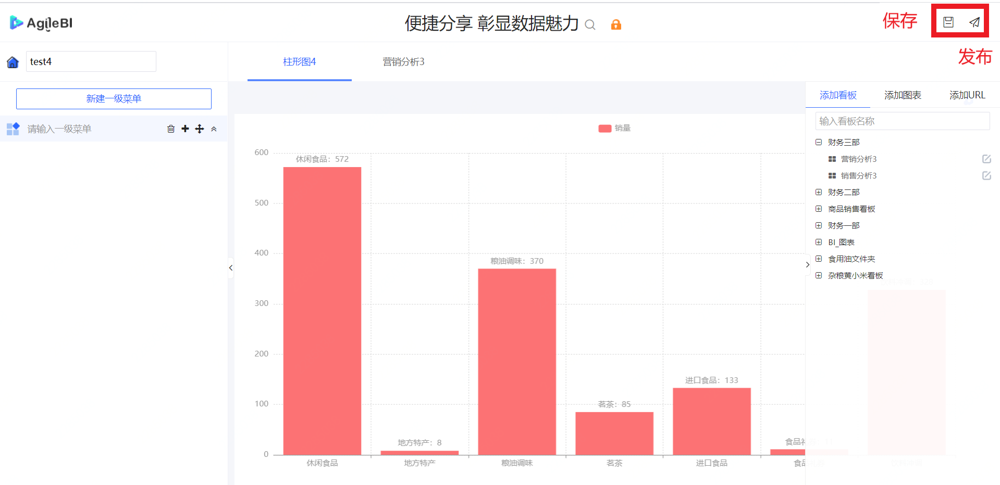 AgileBI
便捷分享 彰显数据魅力
保存
发布
test4
柱形图4
营销分析3
新建一级菜单
请输入一级菜单
添加看板
添加图表
添加URL
输入看板名称
财务三部
营销分析3
销售分析3
财务二部
商品销售看板
财务一部
BI_图表
食用油文件夹
杂粮黄小米看板
销量
600
500
400
300
200
100
0
休闲食品：572
地方特产：8
粮油调味：370
茗茶：85
进口食品：133
食品
休闲食品
地方特产
粮油调味
茗茶
进口食品
食品